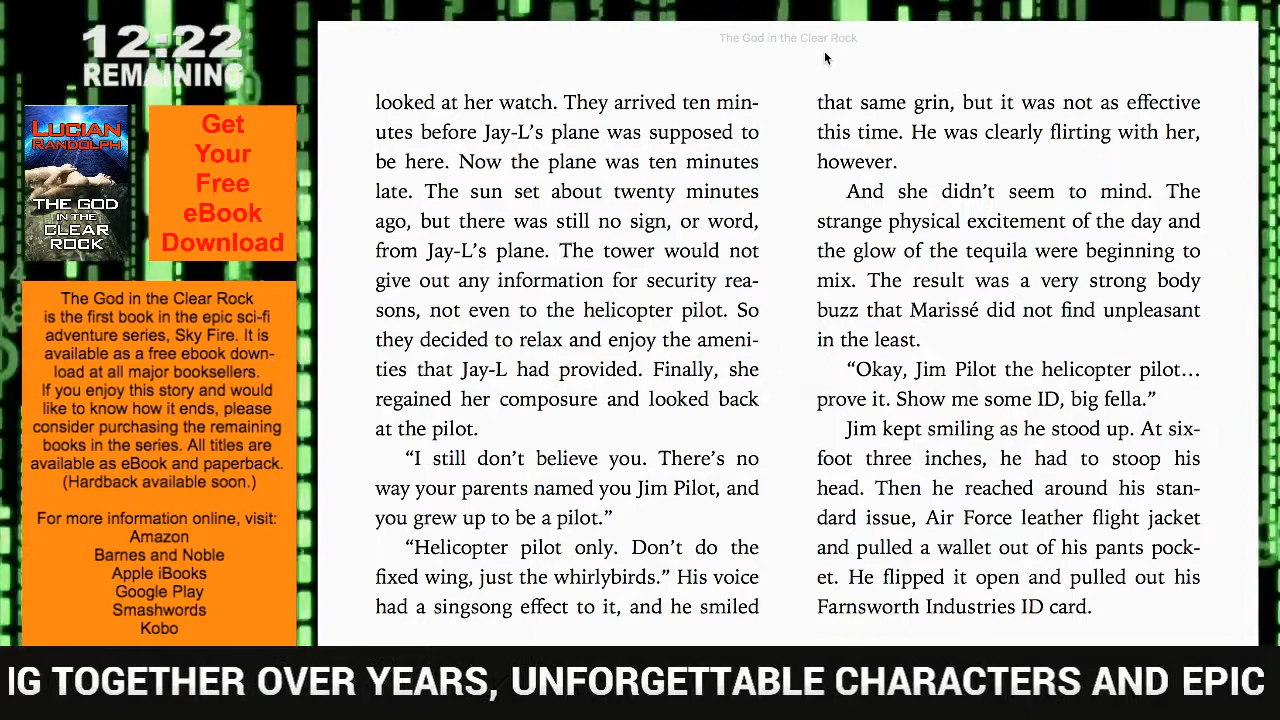 12:22
REMAINING
LUCIAN
RANDOLPH
THE GOD
IN THE
CLEAR
ROCK
Get
Your
Free
eBook
Download
The God in the Clear Rock
is the first book in the epic sci-fi
adventure series, Sky Fire. It is
available as a free ebook down-
load at all major booksellers.
If you enjoy this story and would
like to know how it ends, please
consider purchasing the remaining
books in the series. All titles are
available as eBook and paperback.
(Hardback available soon.)
For more information online, visit:
Amazon
Barnes and Noble
Apple iBooks
Google Play
Smashwords
Kobo
The God in the Clear Rock
looked at her watch. They arrived ten min-
utes before Jay-L’s plane was supposed to
be here. Now the plane was ten minutes
late. The sun set about twenty minutes
ago, but there was still no sign, or word,
from Jay-L’s plane. The tower would not
give out any information for security rea-
sons, not even to the helicopter pilot. So
they decided to relax and enjoy the ameni-
ties that Jay-L had provided. Finally, she
regained her composure and looked back
at the pilot.
“I still don’t believe you. There’s no
way your parents named you Jim Pilot, and
you grew up to be a pilot.”
“Helicopter pilot only. Don’t do the
fixed wing, just the whirlybirds.” His voice
had a singsong effect to it, and he smiled
that same grin, but it was not as effective
this time. He was clearly flirting with her,
however.
And she didn’t seem to mind. The
strange physical excitement of the day and
the glow of the tequila were beginning to
mix. The result was a very strong body
buzz that Marissé did not find unpleasant
in the least.
“Okay, Jim Pilot the helicopter pilot…
prove it. Show me some ID, big fella.”
Jim kept smiling as he stood up. At six-
foot three inches, he had to stoop his
head. Then he reached around his stan-
dard issue, Air Force leather flight jacket
and pulled a wallet out of his pants pock-
et. He flipped it open and pulled out his
Farnsworth Industries ID card.
IG TOGETHER OVER YEARS, UNFORGETTABLE CHARACTERS AND EPIC